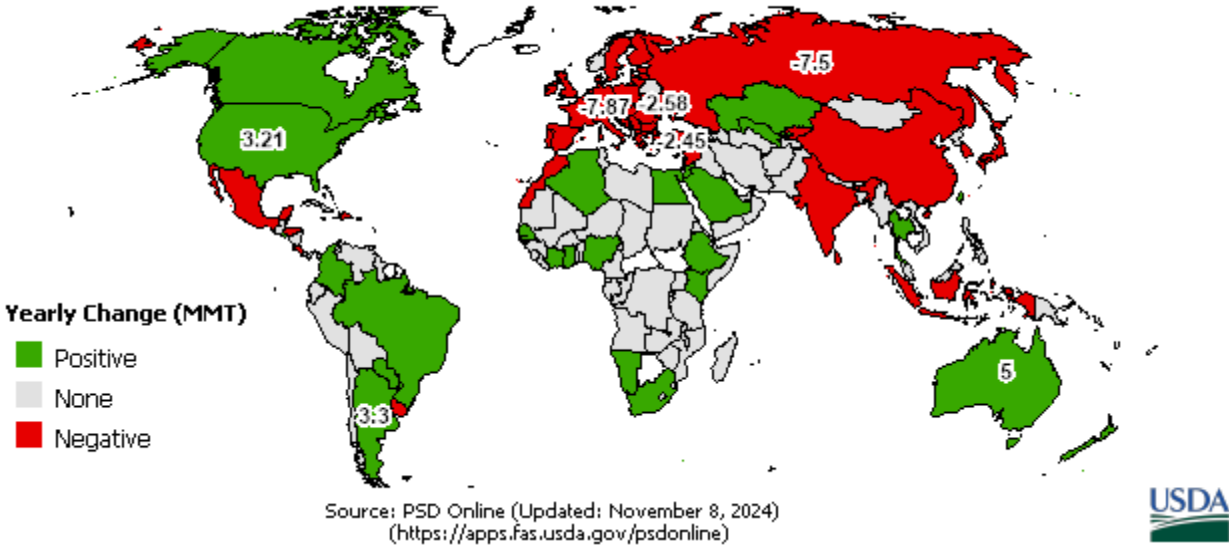 -7.5
-7.87
-2.58
3.21
-2.45
Yearly Change (MMT)
Positive
None
5
3.3
Negative
Source: PSD Online (Updated: November 8, 2024)
(https://apps.fas.usda.gov/psdonline)
USDA